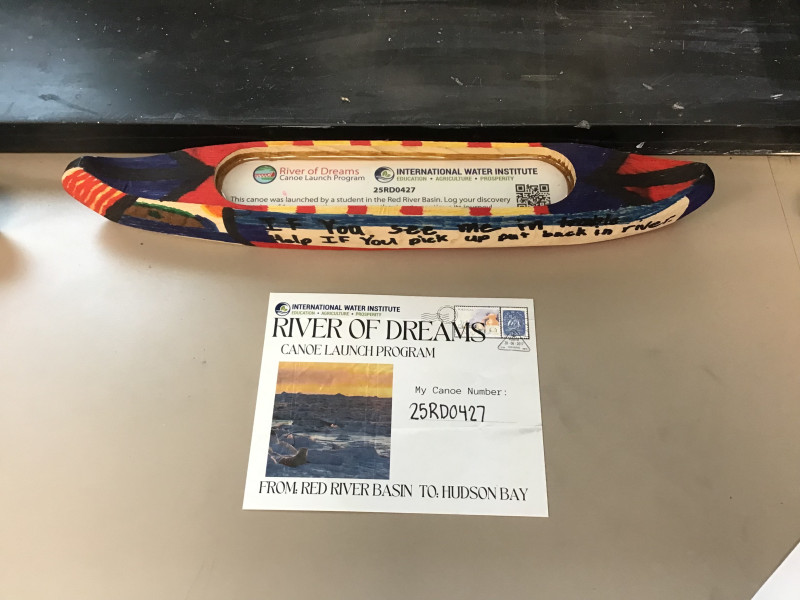 River of Dreams
Canoe Launch Program
INTERNATIONAL WATER INSTITUTE
EDUCATION • AGRICULTURE • PROSPERITY
25RD0427
This canoe was launched by a student in the Red River Basin. Log your discovery
IF You see me in
Help IF You pick up put back in river.
INTERNATIONAL WATER INSTITUTE
EDUCATION • AGRICULTURE • PROSPERITY
RIVER OF DREAMS
CANOE LAUNCH PROGRAM
My Canoe Number:
25RD0427
FROM: RED RIVER BASIN TO: HUDSON BAY